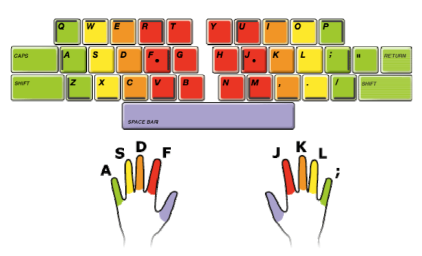 Q W E R T Y U I O P
CAPS A S D F G H J K L ; " RETURN
SHIFT Z X C V B N M , . / SHIFT
SPACE BAR
A S D F J K L ;